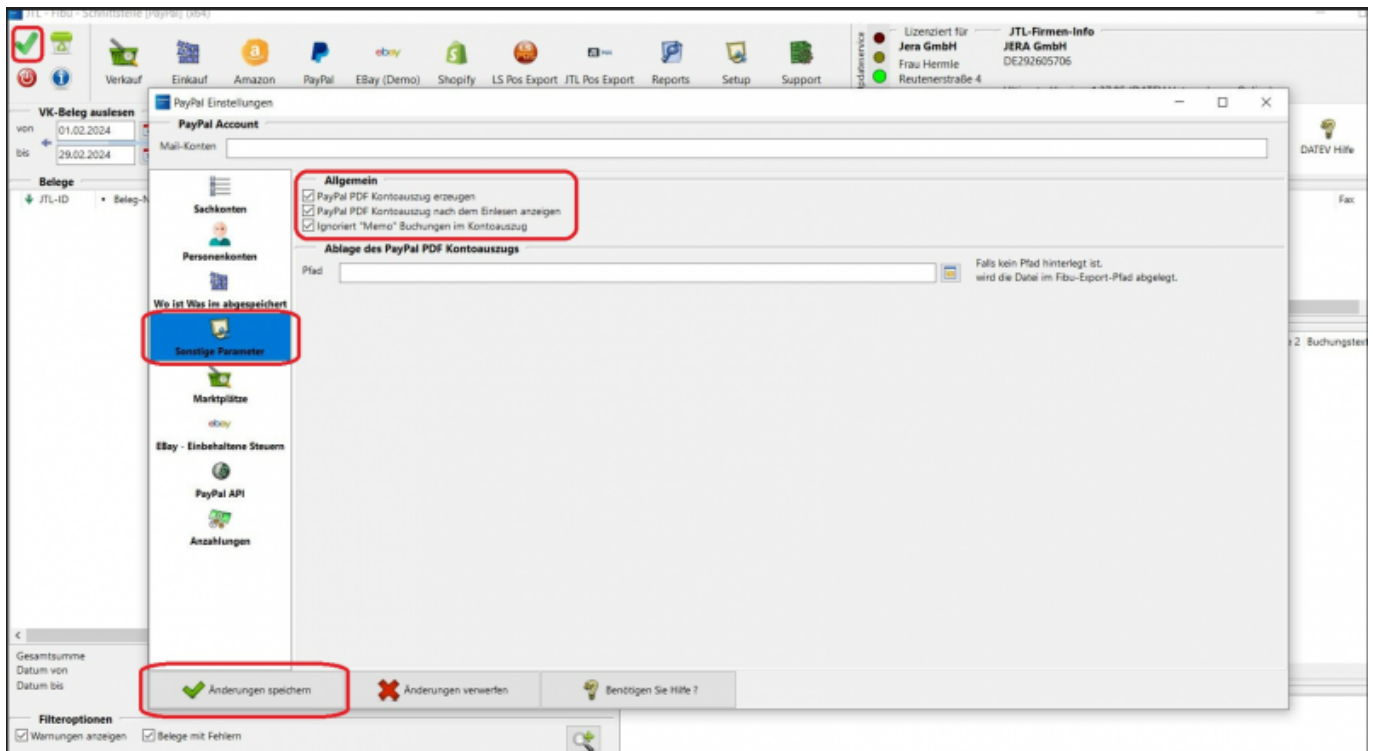 JTL - Fibu - Schnittstelle [PayPal] (x64)
Verkauf Einkauf Amazon PayPal EBay (Demo) Shopify LS Pos Export JTL Pos Export Reports Setup Support
Lizenziert für
Jera GmbH
Frau Hermle
Reutenerstraße 4
JTL-Firmen-Info
JERA GmbH
DE292605706
VK-Beleg auslesen
von 01.02.2024
bis 29.02.2024
DATEV Hilfe
Belege
JTL-ID Beleg-N
Fax
PayPal Einstellungen
PayPal Account
Mail-Konten
Sachkonten
Personenkonten
Wo ist Was im abgespeichert
Sonstige Parameter
Marktplätze
ebay
EBay - Einbehaltene Steuern
PayPal API
Anzahlungen
Allgemein
PayPal PDF Kontoauszug erzeugen
PayPal PDF Kontoauszug nach dem Einlesen anzeigen
Ignoriert "Memo" Buchungen im Kontoauszug
Ablage des PayPal PDF Kontoauszugs
Pfad
Falls kein Pfad hinterlegt ist.
wird die Datei im Fibu-Export-Pfad abgelegt.
2 Buchungstext
Änderungen speichern Änderungen verwerfen Benötigen Sie Hilfe ?
Gesamtsumme
Datum von
Datum bis
Filteroptionen
Warnungen anzeigen Belege mit Fehlern